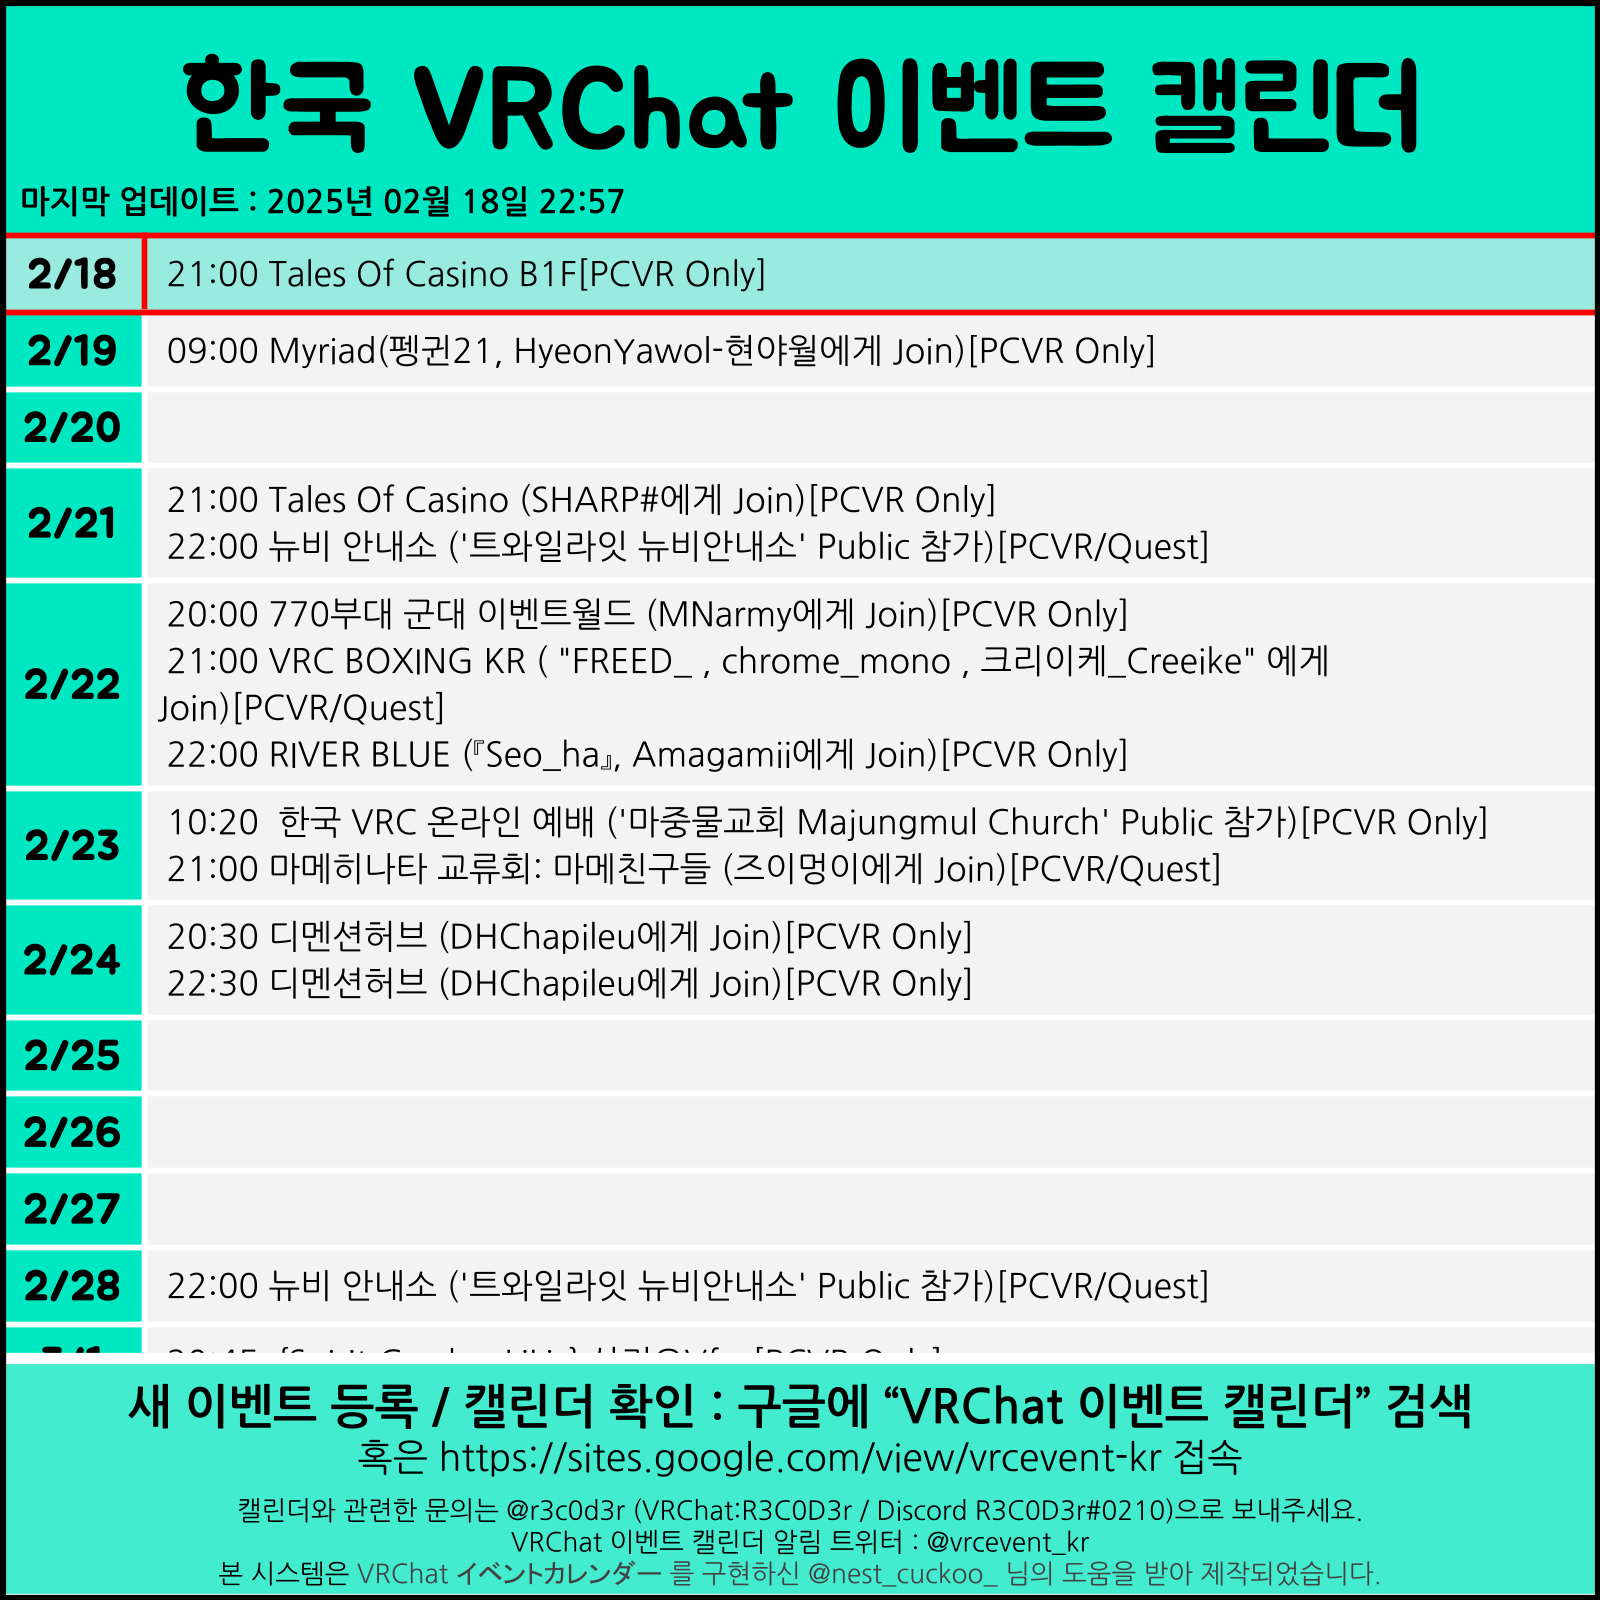 한국 VRChat 이벤트 캘린더
마지막 업데이트 : 2025년 02월 18일 22:57
2/18 21:00 Tales Of Casino B1F[PCVR Only]
2/19 09:00 Myriad(펭귄21, HyeonYawol-현야월에게 Join)[PCVR Only]
2/20
2/21 21:00 Tales Of Casino (SHARP#에게 Join)[PCVR Only]
22:00 뉴비 안내소 ('트와일라잇 뉴비안내소' Public 참가)[PCVR/Quest]
2/22 20:00 770부대 군대 이벤트월드 (MNarmy에게 Join)[PCVR Only]
21:00 VRC BOXING KR ( "FREED_ , chrome_mono , 크리이케_Creeike" 에게
Join)[PCVR/Quest]
22:00 RIVER BLUE (『Seo_ha』, Amagamii에게 Join)[PCVR Only]
2/23 10:20  한국 VRC 온라인 예배 ('마중물교회 Majungmul Church' Public 참가)[PCVR Only]
21:00 마메히나타 교류회: 마메친구들 (즈이멍이에게 Join)[PCVR/Quest]
2/24 20:30 디멘션허브 (DHChapileu에게 Join)[PCVR Only]
22:30 디멘션허브 (DHChapileu에게 Join)[PCVR Only]
2/25
2/26
2/27
2/28 22:00 뉴비 안내소 ('트와일라잇 뉴비안내소' Public 참가)[PCVR/Quest]
새 이벤트 등록 / 캘린더 확인 : 구글에 “VRChat 이벤트 캘린더” 검색
혹은 https://sites.google.com/view/vrcevent-kr 접속
캘린더와 관련한 문의는 @r3c0d3r (VRChat:R3C0D3r / Discord R3C0D3r#0210)으로 보내주세요.
VRChat 이벤트 캘린더 알림 트위터 : @vrcevent_kr
본 시스템은 VRChat イベントカレンダー 를 구현하신 @nest_cuckoo_ 님의 도움을 받아 제작되었습니다.